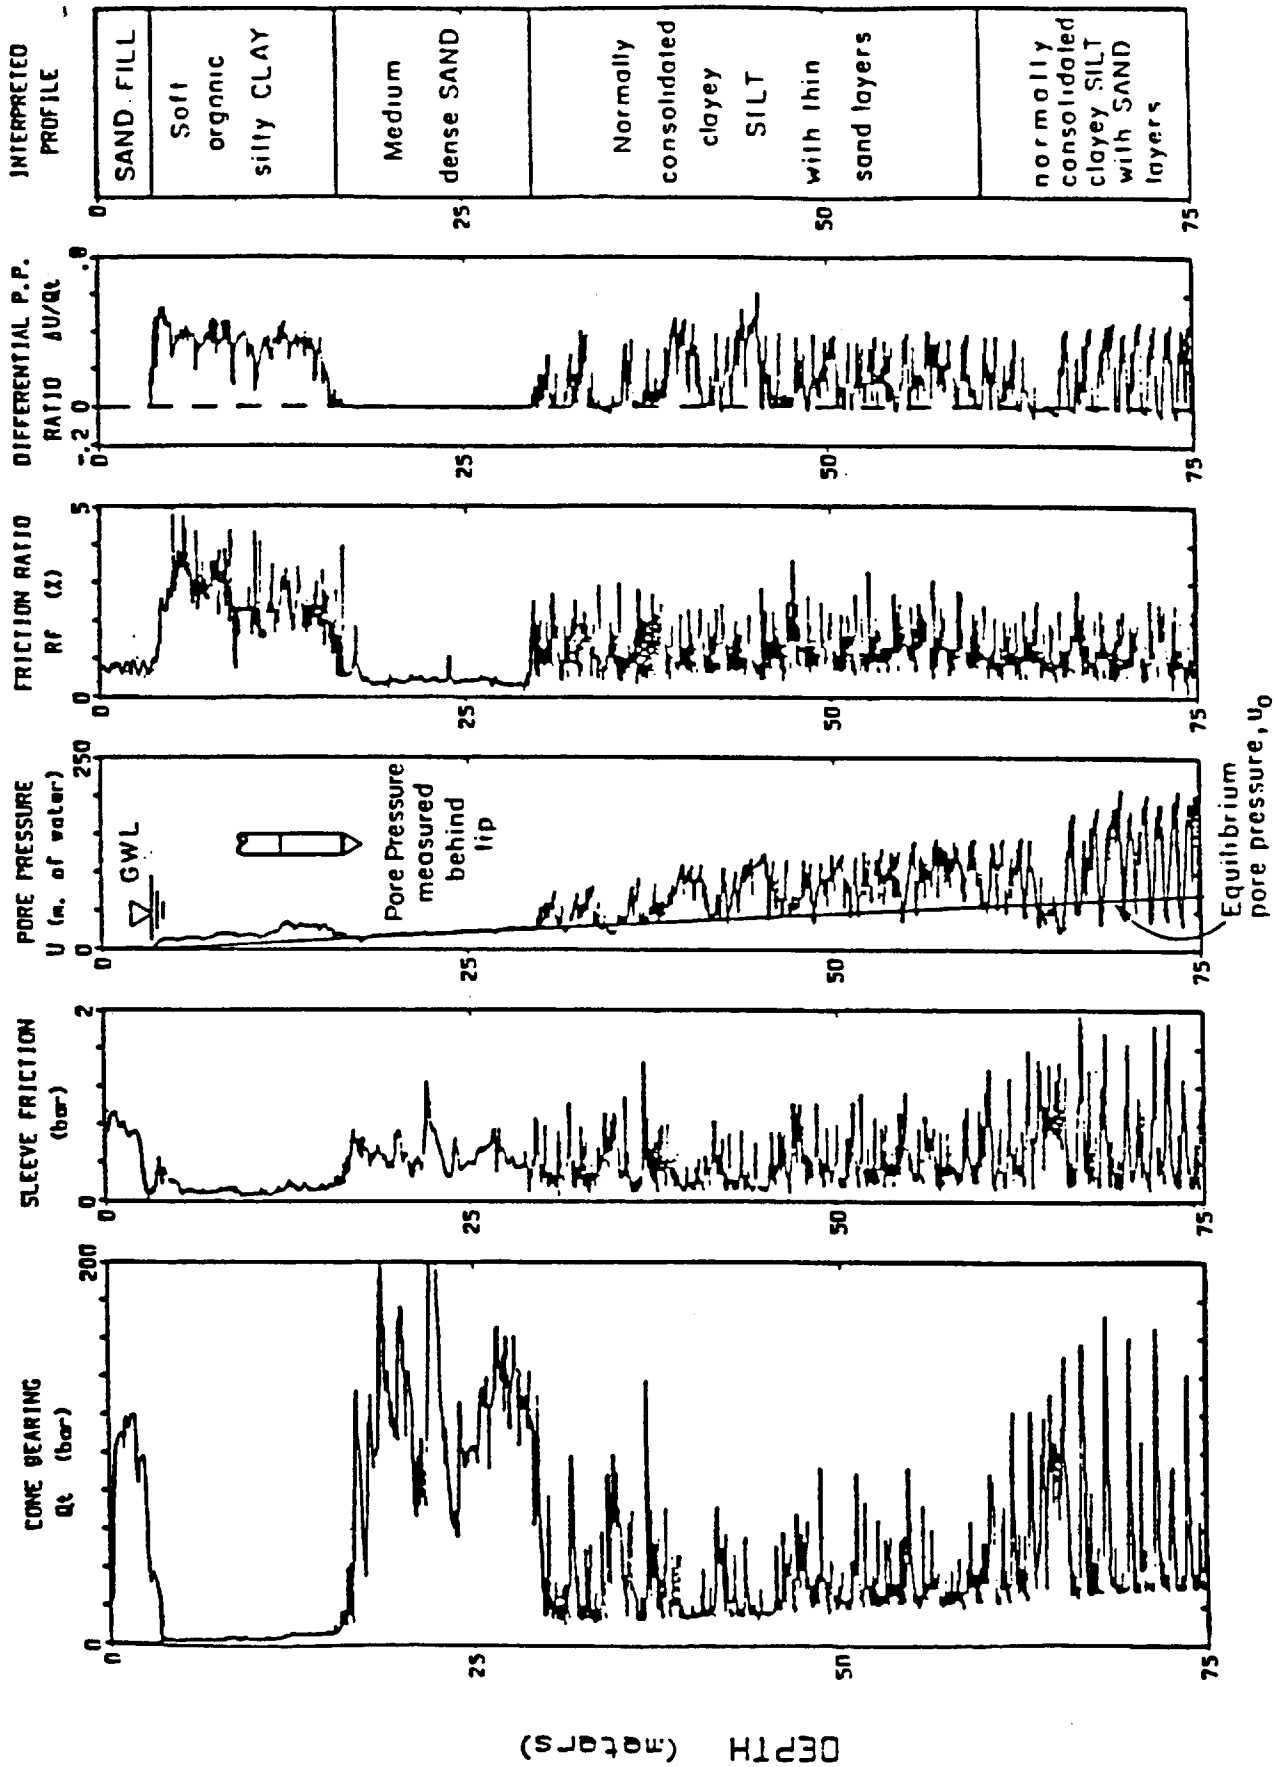 DEPTH (meters)
CONE BEARING
Qt (bar)
0
200
0
25
50
75
SLEEVE FRICTION
(bar)
0
2
0
25
50
75
PORE PRESSURE
U (m. of water)
0
250
GWL
Pore Pressure
measured
behind
tip
0
25
50
75
Equilibrium
pore pressure, u0
FRICTION RATIO
Rf (%)
0
5
0
25
50
75
DIFFERENTIAL P.P.
RATIO ΔU/Qt
-.2
0
.8
0
25
50
75
INTERPRETED
PROFILE
0
25
50
75
SAND FILL
Soft
organic
silty CLAY
Medium
dense SAND
Normally
consolidated
clayey
SILT
with thin
sand layers
normally
consolidated
clayey SILT
with SAND
layers